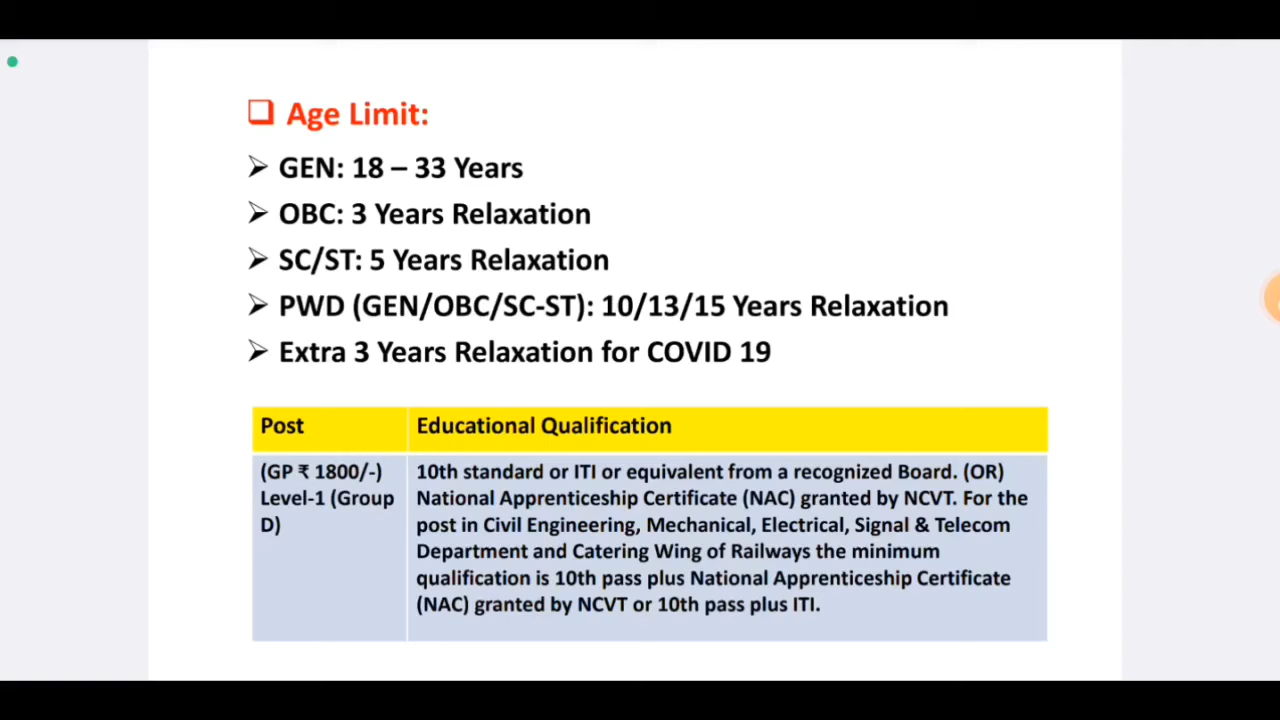 Age Limit:
GEN: 18 – 33 Years
OBC: 3 Years Relaxation
SC/ST: 5 Years Relaxation
PWD (GEN/OBC/SC-ST): 10/13/15 Years Relaxation
Extra 3 Years Relaxation for COVID 19
Post
Educational Qualification
(GP ₹ 1800/-)
Level-1 (Group
D)
10th standard or ITI or equivalent from a recognized Board. (OR)
National Apprenticeship Certificate (NAC) granted by NCVT. For the
post in Civil Engineering, Mechanical, Electrical, Signal & Telecom
Department and Catering Wing of Railways the minimum
qualification is 10th pass plus National Apprenticeship Certificate
(NAC) granted by NCVT or 10th pass plus ITI.